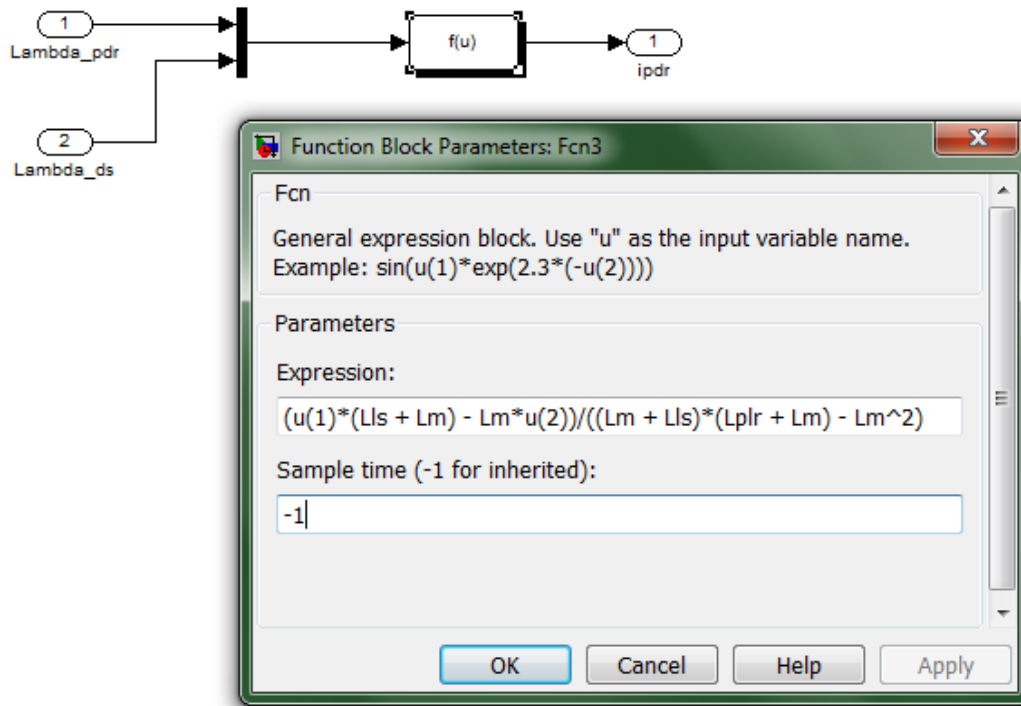 1
Lambda_pdr
f(u)
1
ipdr
2
Lambda_ds
Function Block Parameters: Fcn3
Fcn
General expression block. Use "u" as the input variable name.
Example: sin(u(1)*exp(2.3*(-u(2))))
Parameters
Expression:
(u(1)*(Lls + Lm) - Lm*u(2))/((Lm + Lls)*(Lplr + Lm) - Lm^2)
Sample time (-1 for inherited):
-1
OK Cancel Help Apply